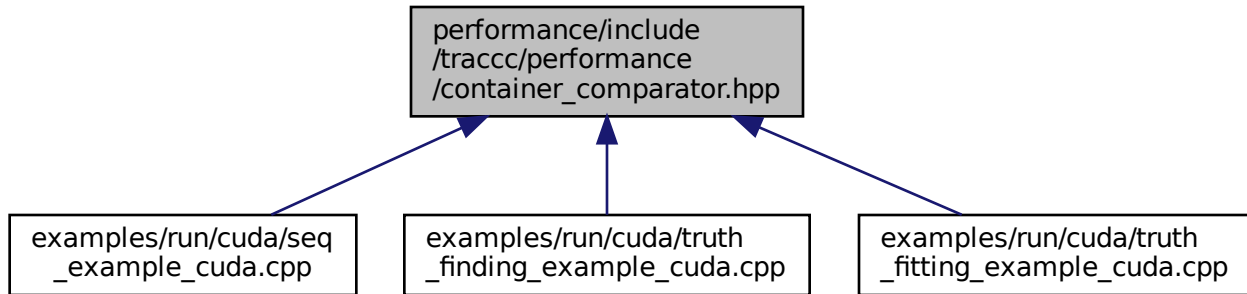 performance/include
/traccc/performance
/container_comparator.hpp
examples/run/cuda/seq
_example_cuda.cpp
examples/run/cuda/truth
_finding_example_cuda.cpp
examples/run/cuda/truth
_fitting_example_cuda.cpp